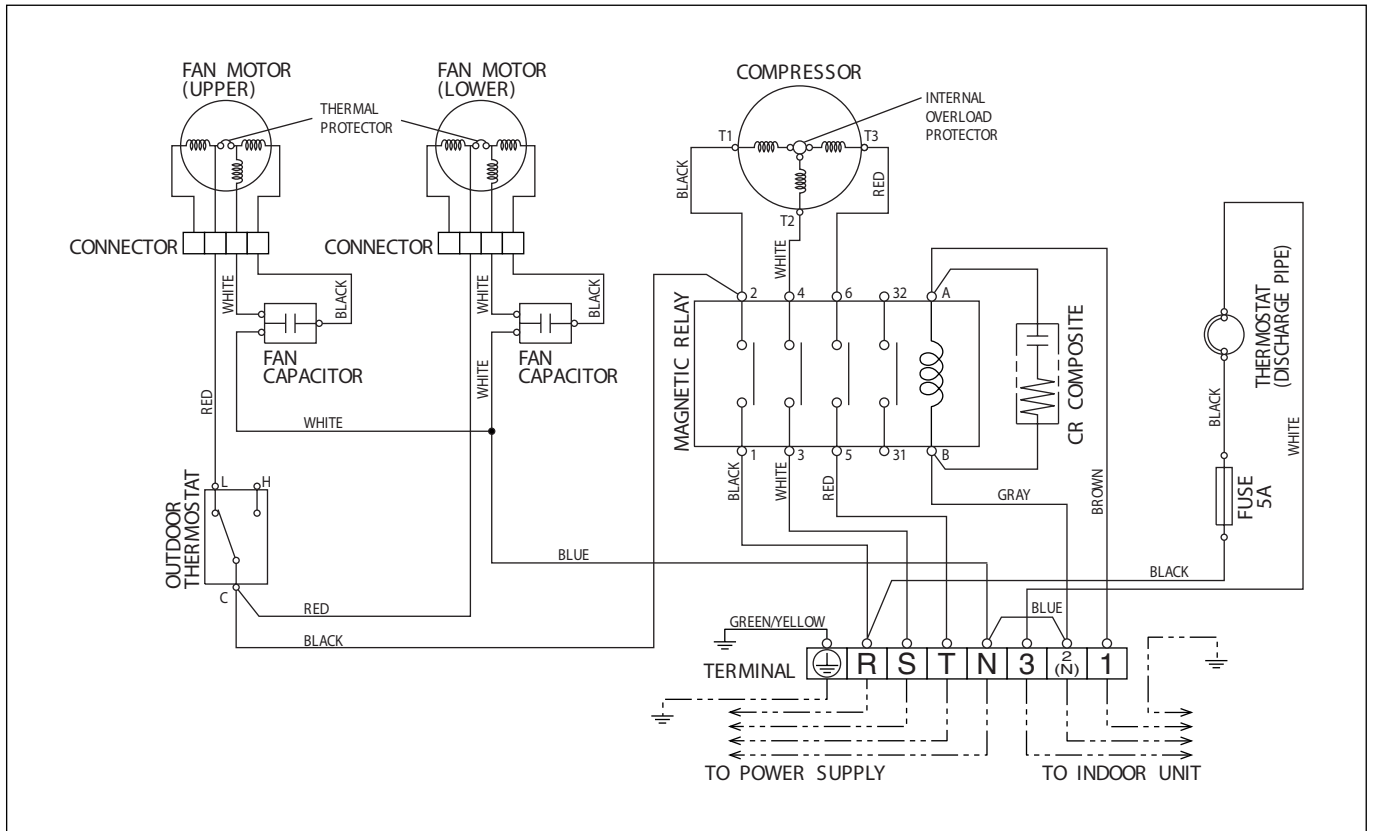 FAN MOTOR
(UPPER)
FAN MOTOR
(LOWER)
COMPRESSOR
THERMAL
PROTECTOR
INTERNAL
OVERLOAD
PROTECTOR
T1
T3
T2
BLACK
RED
WHITE
CONNECTOR
CONNECTOR
WHITE
BLACK
WHITE
BLACK
FAN
CAPACITOR
FAN
CAPACITOR
RED
WHITE
WHITE
2
4
6
32
A
MAGNETIC RELAY
1
3
5
31
B
CR COMPOSITE
THERMOSTAT
(DISCHARGE PIPE)
BLACK
WHITE
FUSE
5A
BLACK
WHITE
RED
GRAY
BROWN
L
H
OUTDOOR
THERMOSTAT
C
BLUE
RED
BLACK
BLACK
BLUE
GREEN/YELLOW
TERMINAL
R
S
T
N
3
2
(N)
1
TO POWER SUPPLY
TO INDOOR UNIT